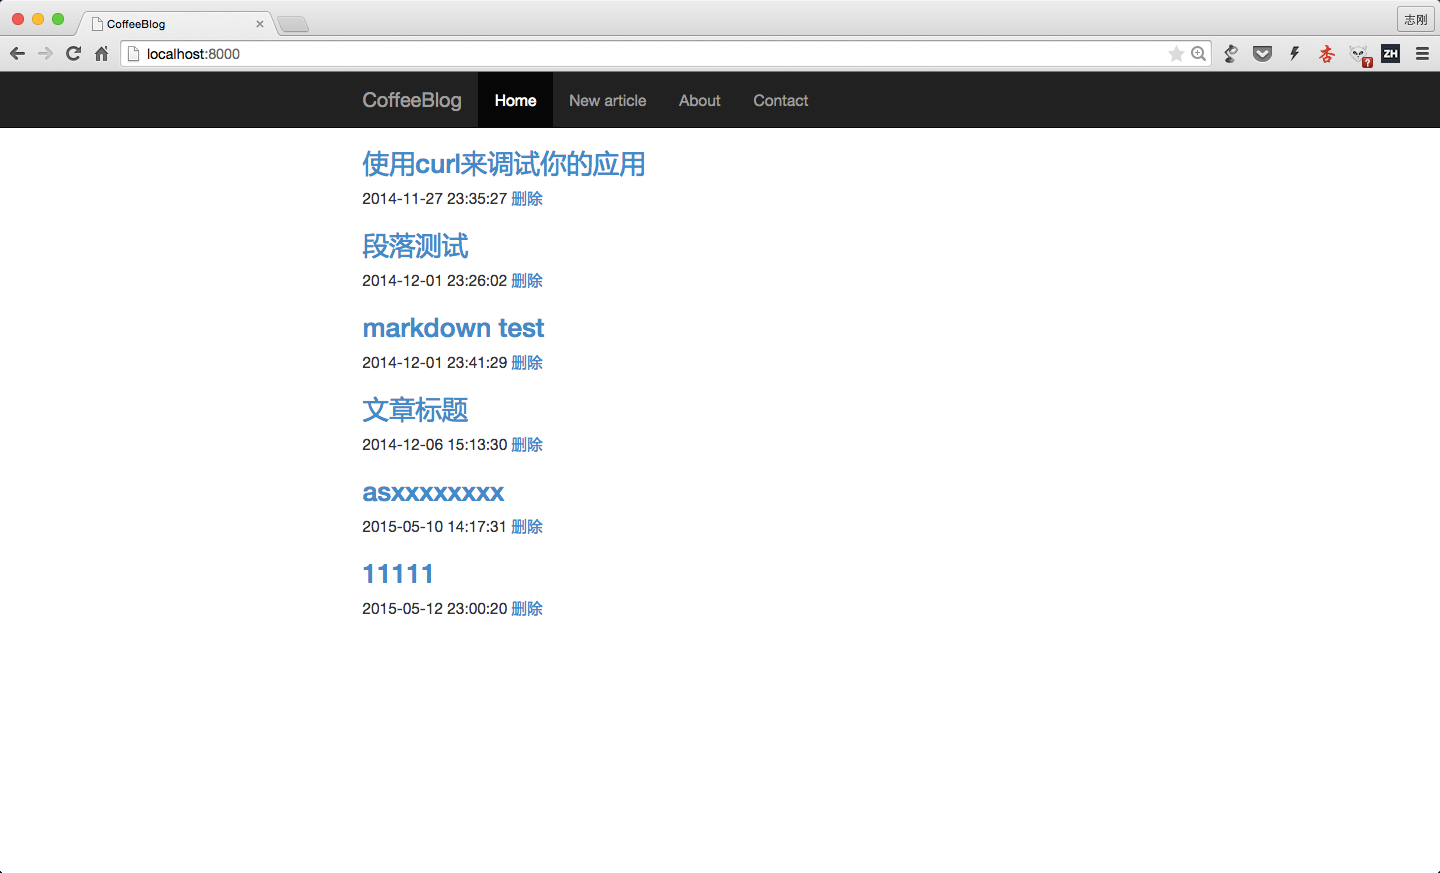 CoffeeBlog
志刚
localhost:8000
?
ZH
CoffeeBlog Home New article About Contact
使用curl来调试你的应用
2014-11-27 23:35:27 删除
段落测试
2014-12-01 23:26:02 删除
markdown test
2014-12-01 23:41:29 删除
文章标题
2014-12-06 15:13:30 删除
asxxxxxxxx
2015-05-10 14:17:31 删除
11111
2015-05-12 23:00:20 删除